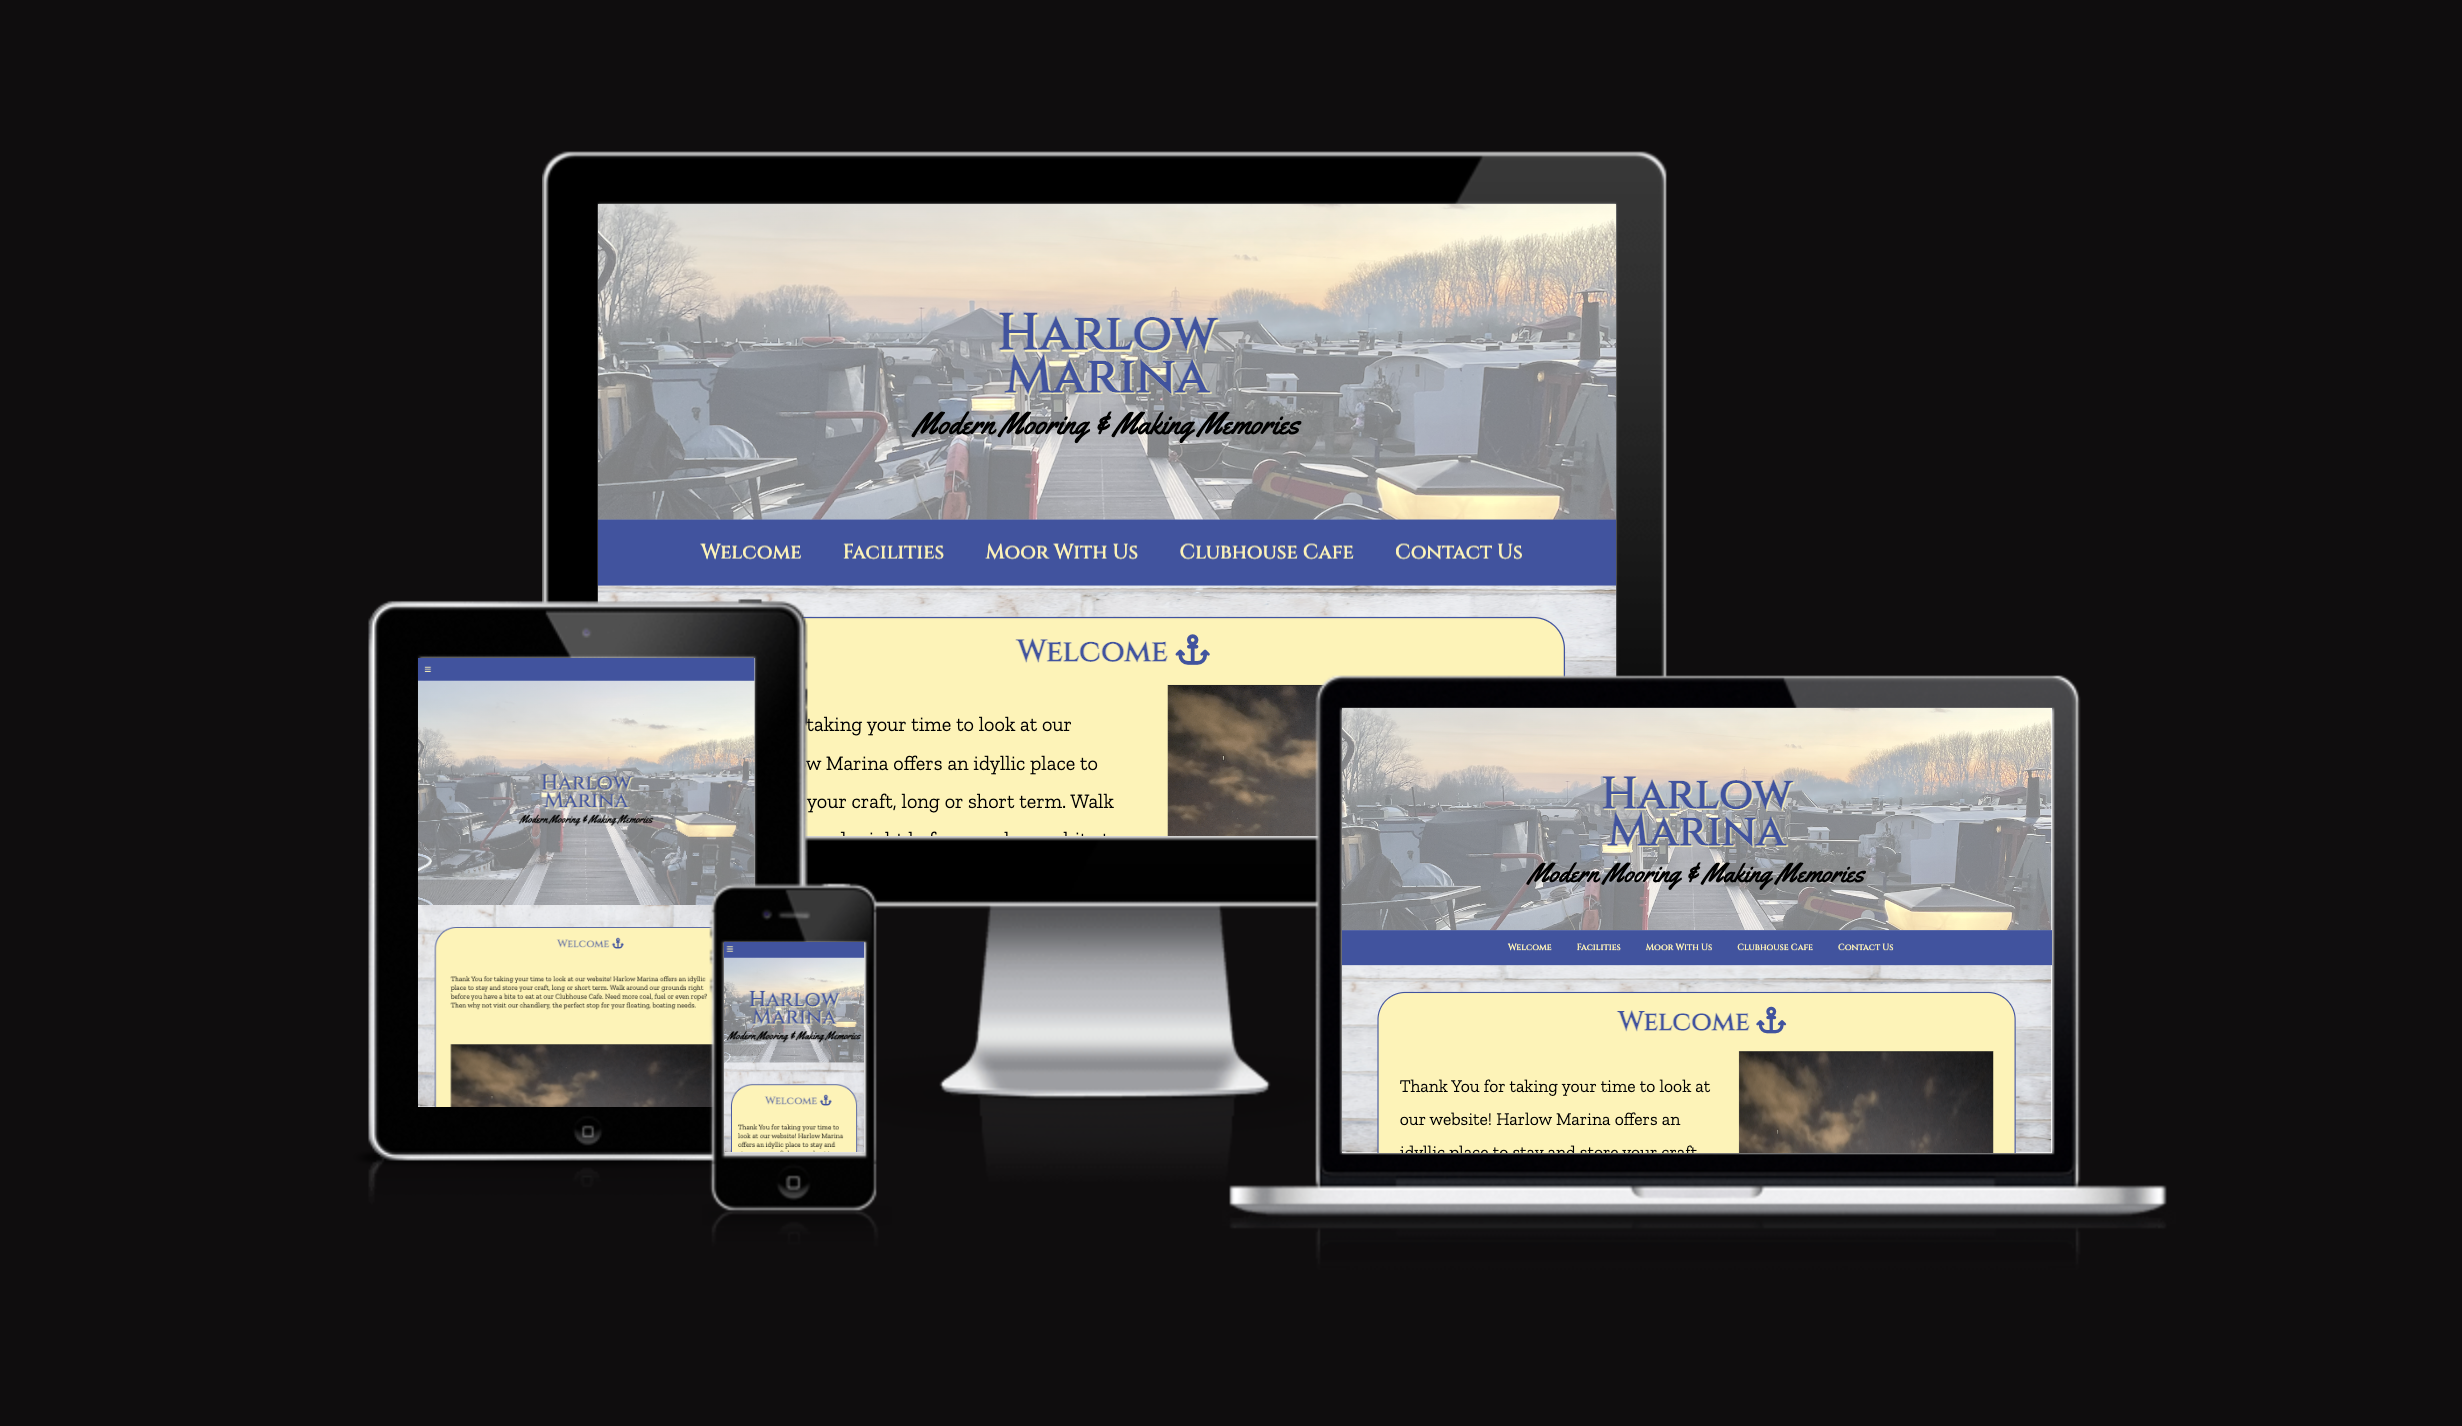 HARLOW
MARINA
Modern Mooring & Making Memories
WELCOME FACILITIES MOOR WITH US CLUBHOUSE CAFE CONTACT US
WELCOME
taking your time to look at our
w Marina offers an idyllic place to
your craft, long or short term. Walk
HARLOW
MARINA
Modern Mooring & Making Memories
WELCOME
Thank You for taking your time to look at our website! Harlow Marina offers an idyllic
place to stay and store your craft, long or short term. Walk around our grounds right
before you have a bite to eat at our Clubhouse Cafe. Need more coal, fuel or even rope?
Then why not visit our chandlery, the perfect stop for your floating, boating needs.
HARLOW
MARINA
Modern Mooring & Making Memories
WELCOME
Thank You for taking your time to
look at our website! Harlow Marina
offers an idyllic place to stay and
HARLOW
MARINA
Modern Mooring & Making Memories
WELCOME FACILITIES MOOR WITH US CLUBHOUSE CAFE CONTACT US
WELCOME
Thank You for taking your time to look at
our website! Harlow Marina offers an
idyllic place to stay and store your craft,